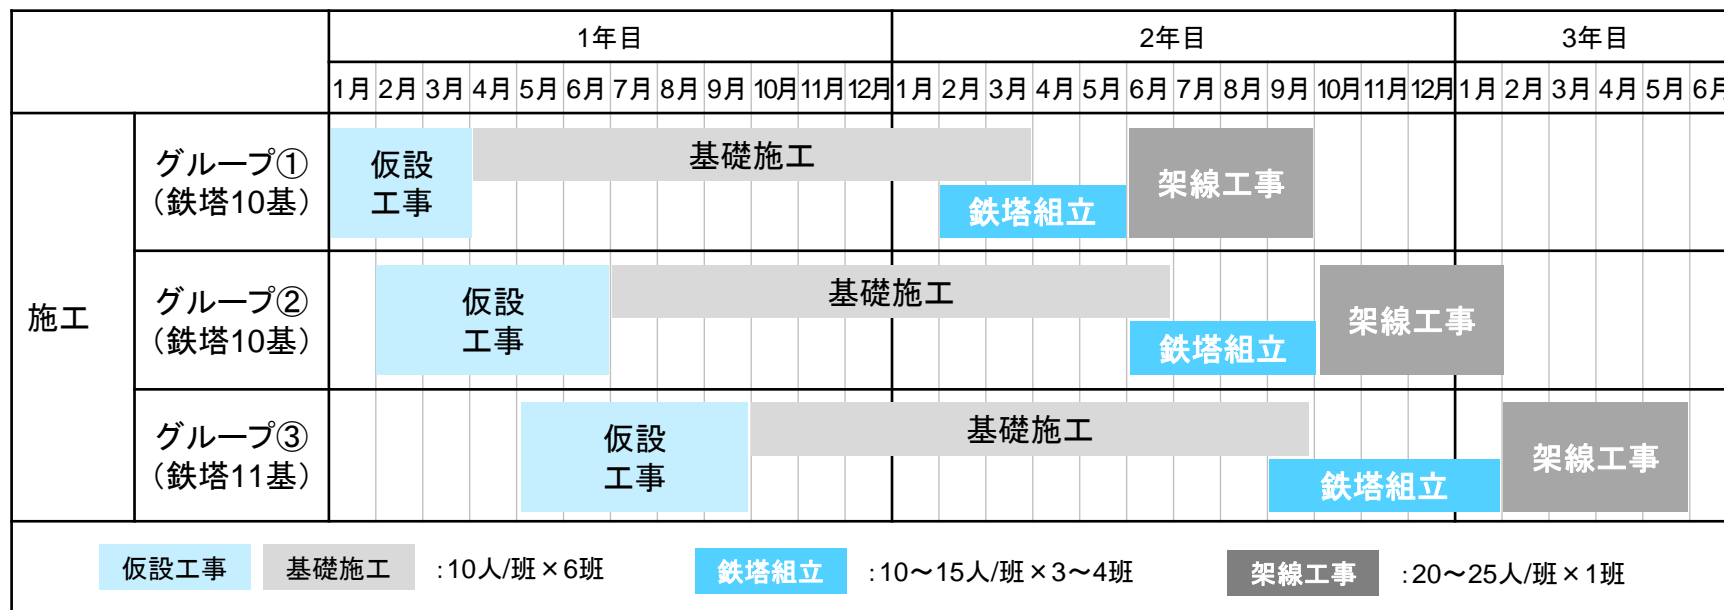 1年目 2年目 3年目
1月 2月 3月 4月 5月 6月 7月 8月 9月 10月 11月 12月 1月 2月 3月 4月 5月 6月 7月 8月 9月 10月 11月 12月 1月 2月 3月 4月 5月 6月
施工
グループ①
（鉄塔10基）
仮設
工事
基礎施工
鉄塔組立
架線工事
グループ②
（鉄塔10基）
仮設
工事
基礎施工
鉄塔組立
架線工事
グループ③
（鉄塔11基）
仮設
工事
基礎施工
鉄塔組立
架線工事
仮設工事 基礎施工 :10人/班×6班 鉄塔組立 :10～15人/班×3～4班 架線工事 :20～25人/班×1班